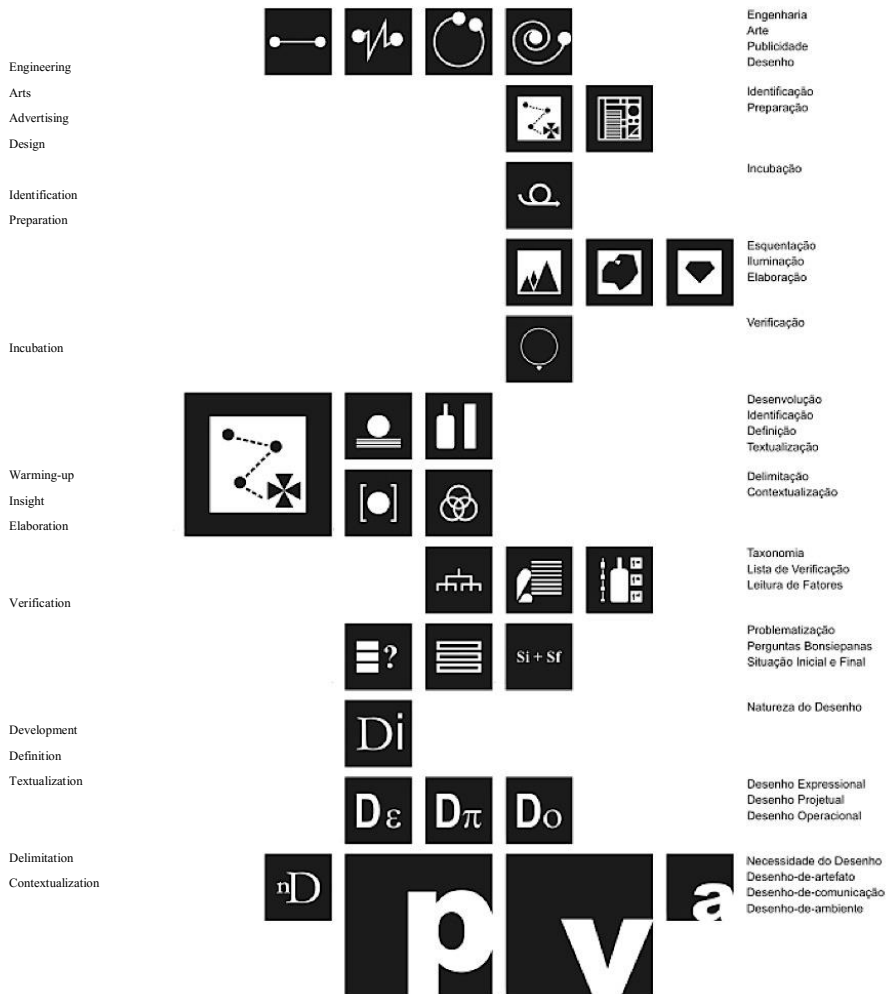 Engenharia
Arte
Publicidade
Desenho
Engineering
Arts
Advertising
Design
Identificação
Preparação
Incubação
Identification
Preparation
Esquentação
Iluminação
Elaboração
Verificação
Incubation
Desenvolução
Identificação
Definição
Textualização
Warming-up
Insight
Elaboration
Delimitação
Contextualização
Taxonomia
Lista de Verificação
Leitura de Fatores
Verification
Problematização
Perguntas Bonsiepanas
Situação Inicial e Final
?
Si + Sf
Natureza do Desenho
Di
Development
Definition
Textualization
Desenho Expressional
Desenho Projetual
Desenho Operacional
Dε
Dπ
Do
Delimitation
Contextualization
Necessidade do Desenho
Desenho-de-artefato
Desenho-de-comunicação
Desenho-de-ambiente
nD
p
v
a